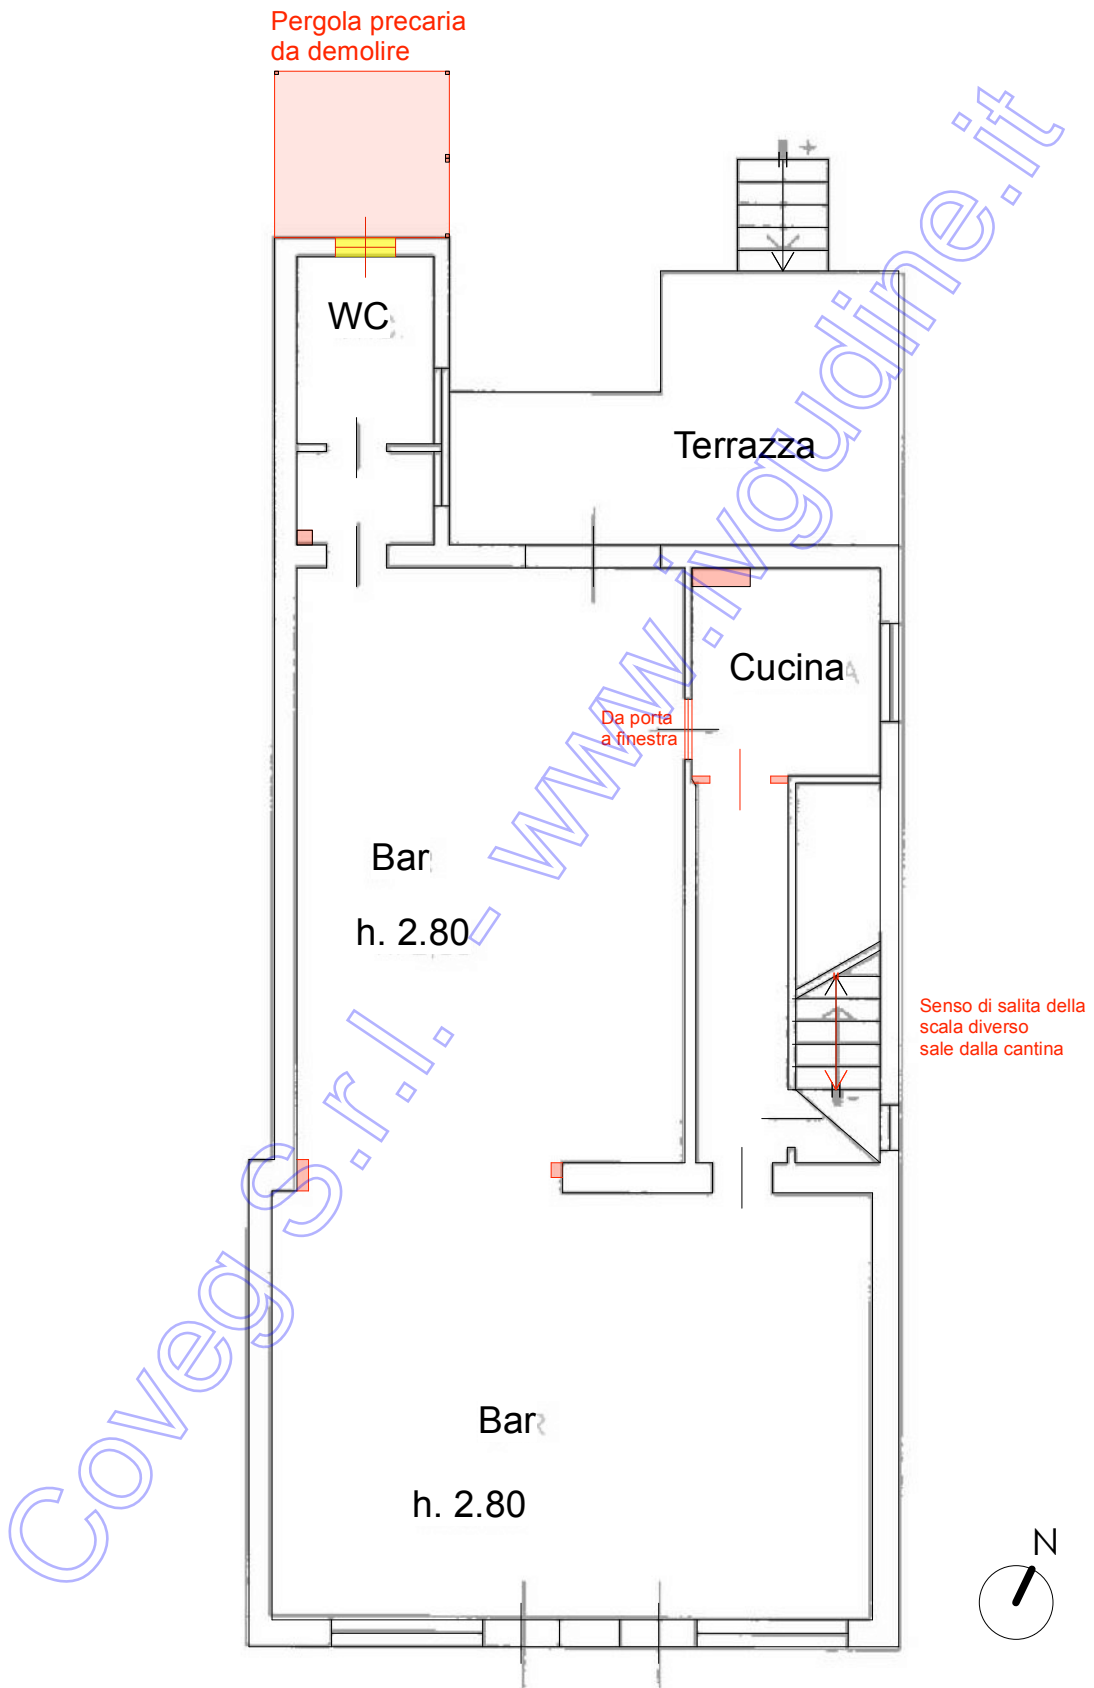 Pergola precaria
da demolire
WC
Terrazza
Cucina
Da porta
a finestra
Bar
h. 2.80
Senso di salita della
scala diverso
sale dalla cantina
Bar
h. 2.80
N
Coveg S.r.l. - www.ivgudine.it